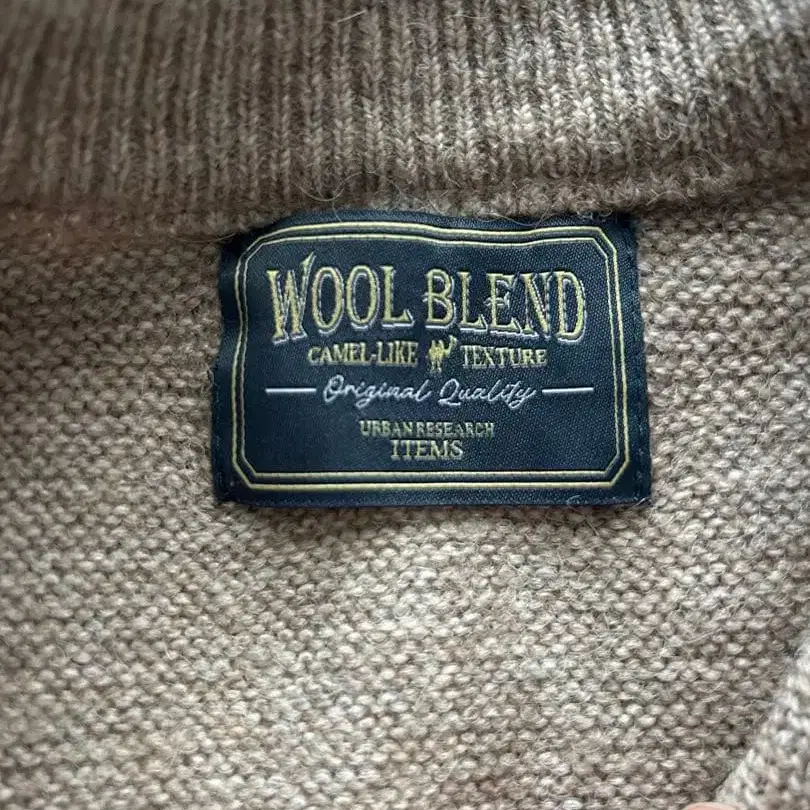 WOOL BLEND
CAMEL-LIKE TEXTURE
Original Quality
URBAN RESEARCH
ITEMS